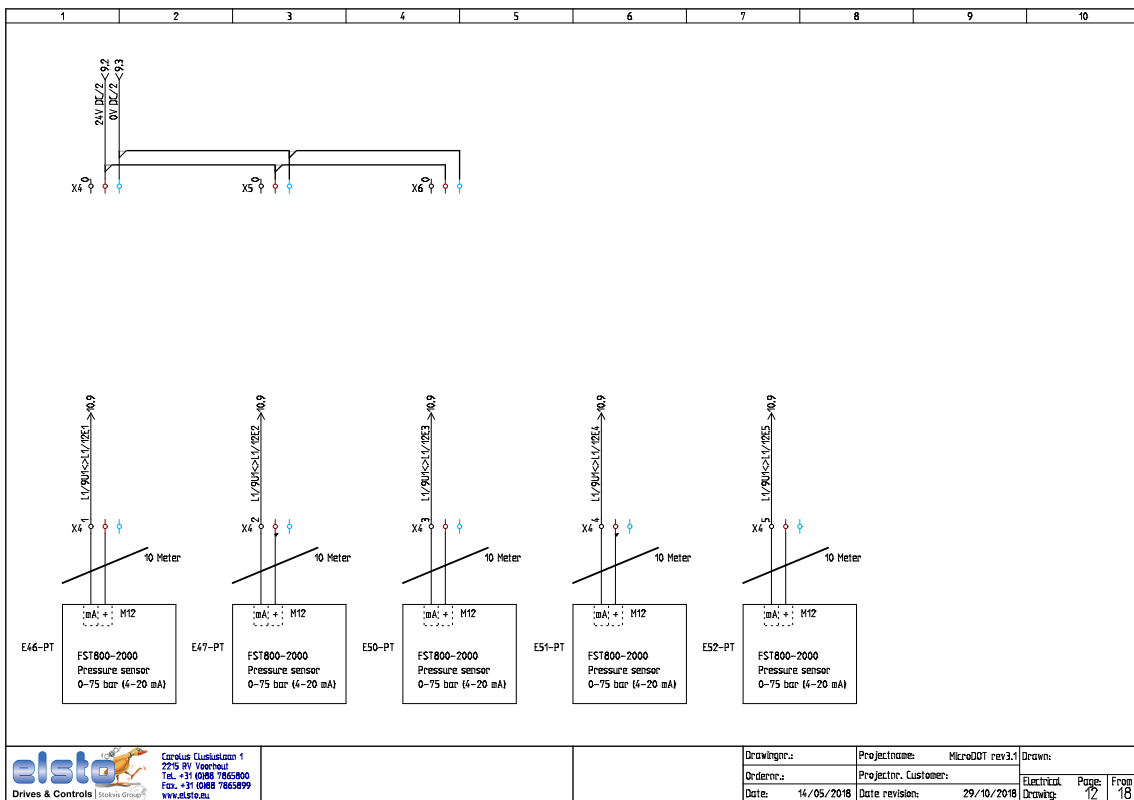 1 2 3 4 5 6 7 8 9 10
24V DC/2 9.2
0V DC/2 9.3
X4 0
X5 0
X6 0
L1/9U1<>L1/12E1 10.9
L1/9U1<>L1/12E2 10.9
L1/9U1<>L1/12E3 10.9
L1/9U1<>L1/12E4 10.9
L1/9U1<>L1/12E5 10.9
X4 1
X4 2
X4 3
X4 4
X4 5
10 Meter
10 Meter
10 Meter
10 Meter
10 Meter
E46-PT
mA + M12
FST800-2000
Pressure sensor
0-75 bar (4-20 mA)
E47-PT
mA + M12
FST800-2000
Pressure sensor
0-75 bar (4-20 mA)
E50-PT
mA + M12
FST800-2000
Pressure sensor
0-75 bar (4-20 mA)
E51-PT
mA + M12
FST800-2000
Pressure sensor
0-75 bar (4-20 mA)
E52-PT
mA + M12
FST800-2000
Pressure sensor
0-75 bar (4-20 mA)
elsto
Drives & Controls | Stokvis Group
Carolus Clusiuslaan 1
2215 RV Voorhout
Tel. +31 (0)88 7865800
Fax. +31 (0)88 7865899
www.elsto.eu
Drawingnr.:
Ordernr.:
Date: 14/05/2018
Projectname: MicroDOT rev3.1
Projectnr. Customer:
Date revision: 29/10/2018
Drawn:
Electrical Drawing:
Page: 12
From 18